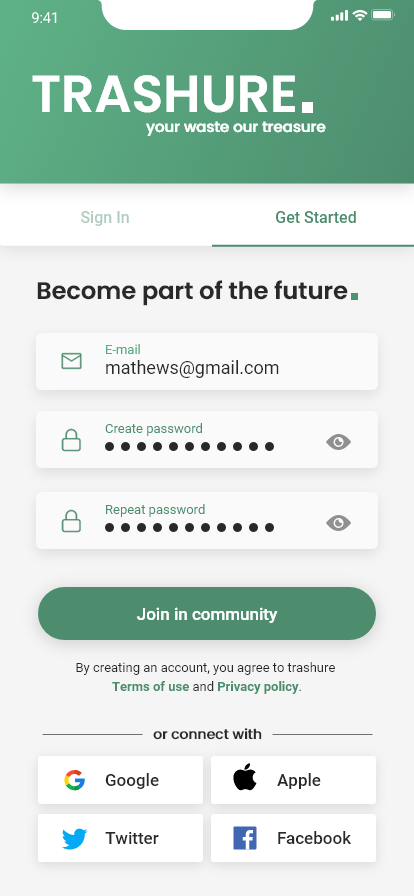 9:41
TRASHURE.
your waste our treasure
Sign In
Get Started
Become part of the future.
E-mail
mathews@gmail.com
Create password
●●●●●●●●●●●
Repeat password
●●●●●●●●●●●
Join in community
By creating an account, you agree to trashure
Terms of use and Privacy policy.
or connect with
Google
Apple
Twitter
Facebook